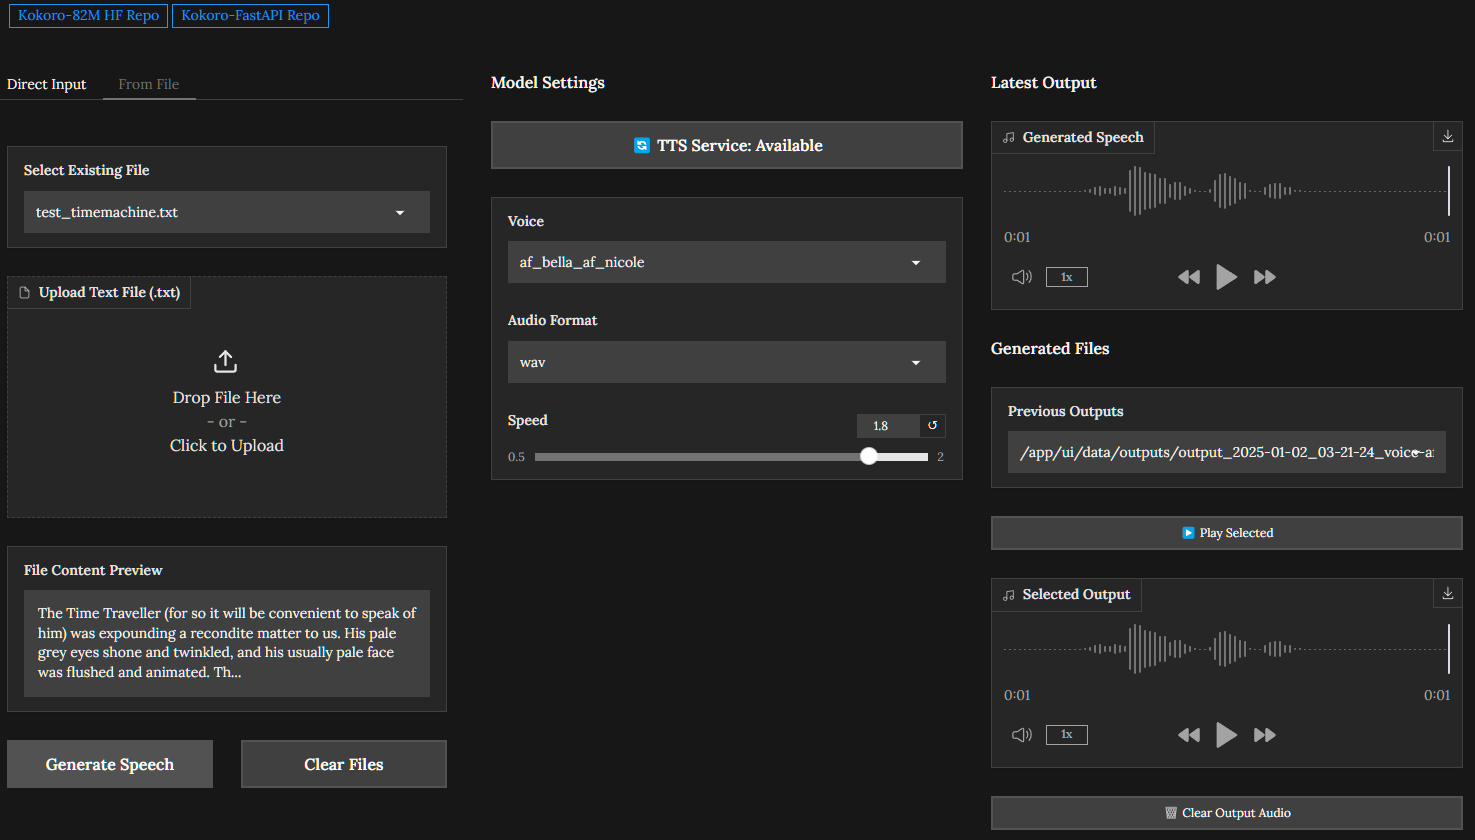 Kokoro-82M HF Repo
Kokoro-FastAPI Repo
Direct Input
From File
Select Existing File
test_timemachine.txt
Upload Text File (.txt)
Drop File Here
- or -
Click to Upload
File Content Preview
The Time Traveller (for so it will be convenient to speak of
him) was expounding a recondite matter to us. His pale
grey eyes shone and twinkled, and his usually pale face
was flushed and animated. Th...
Generate Speech
Clear Files
Model Settings
TTS Service: Available
Voice
af_bella_af_nicole
Audio Format
wav
Speed
1.8
0.5
2
Latest Output
Generated Speech
0:01
0:01
1x
Generated Files
Previous Outputs
/app/ui/data/outputs/output_2025-01-02_03-21-24_voice-a
Play Selected
Selected Output
0:01
0:01
1x
Clear Output Audio